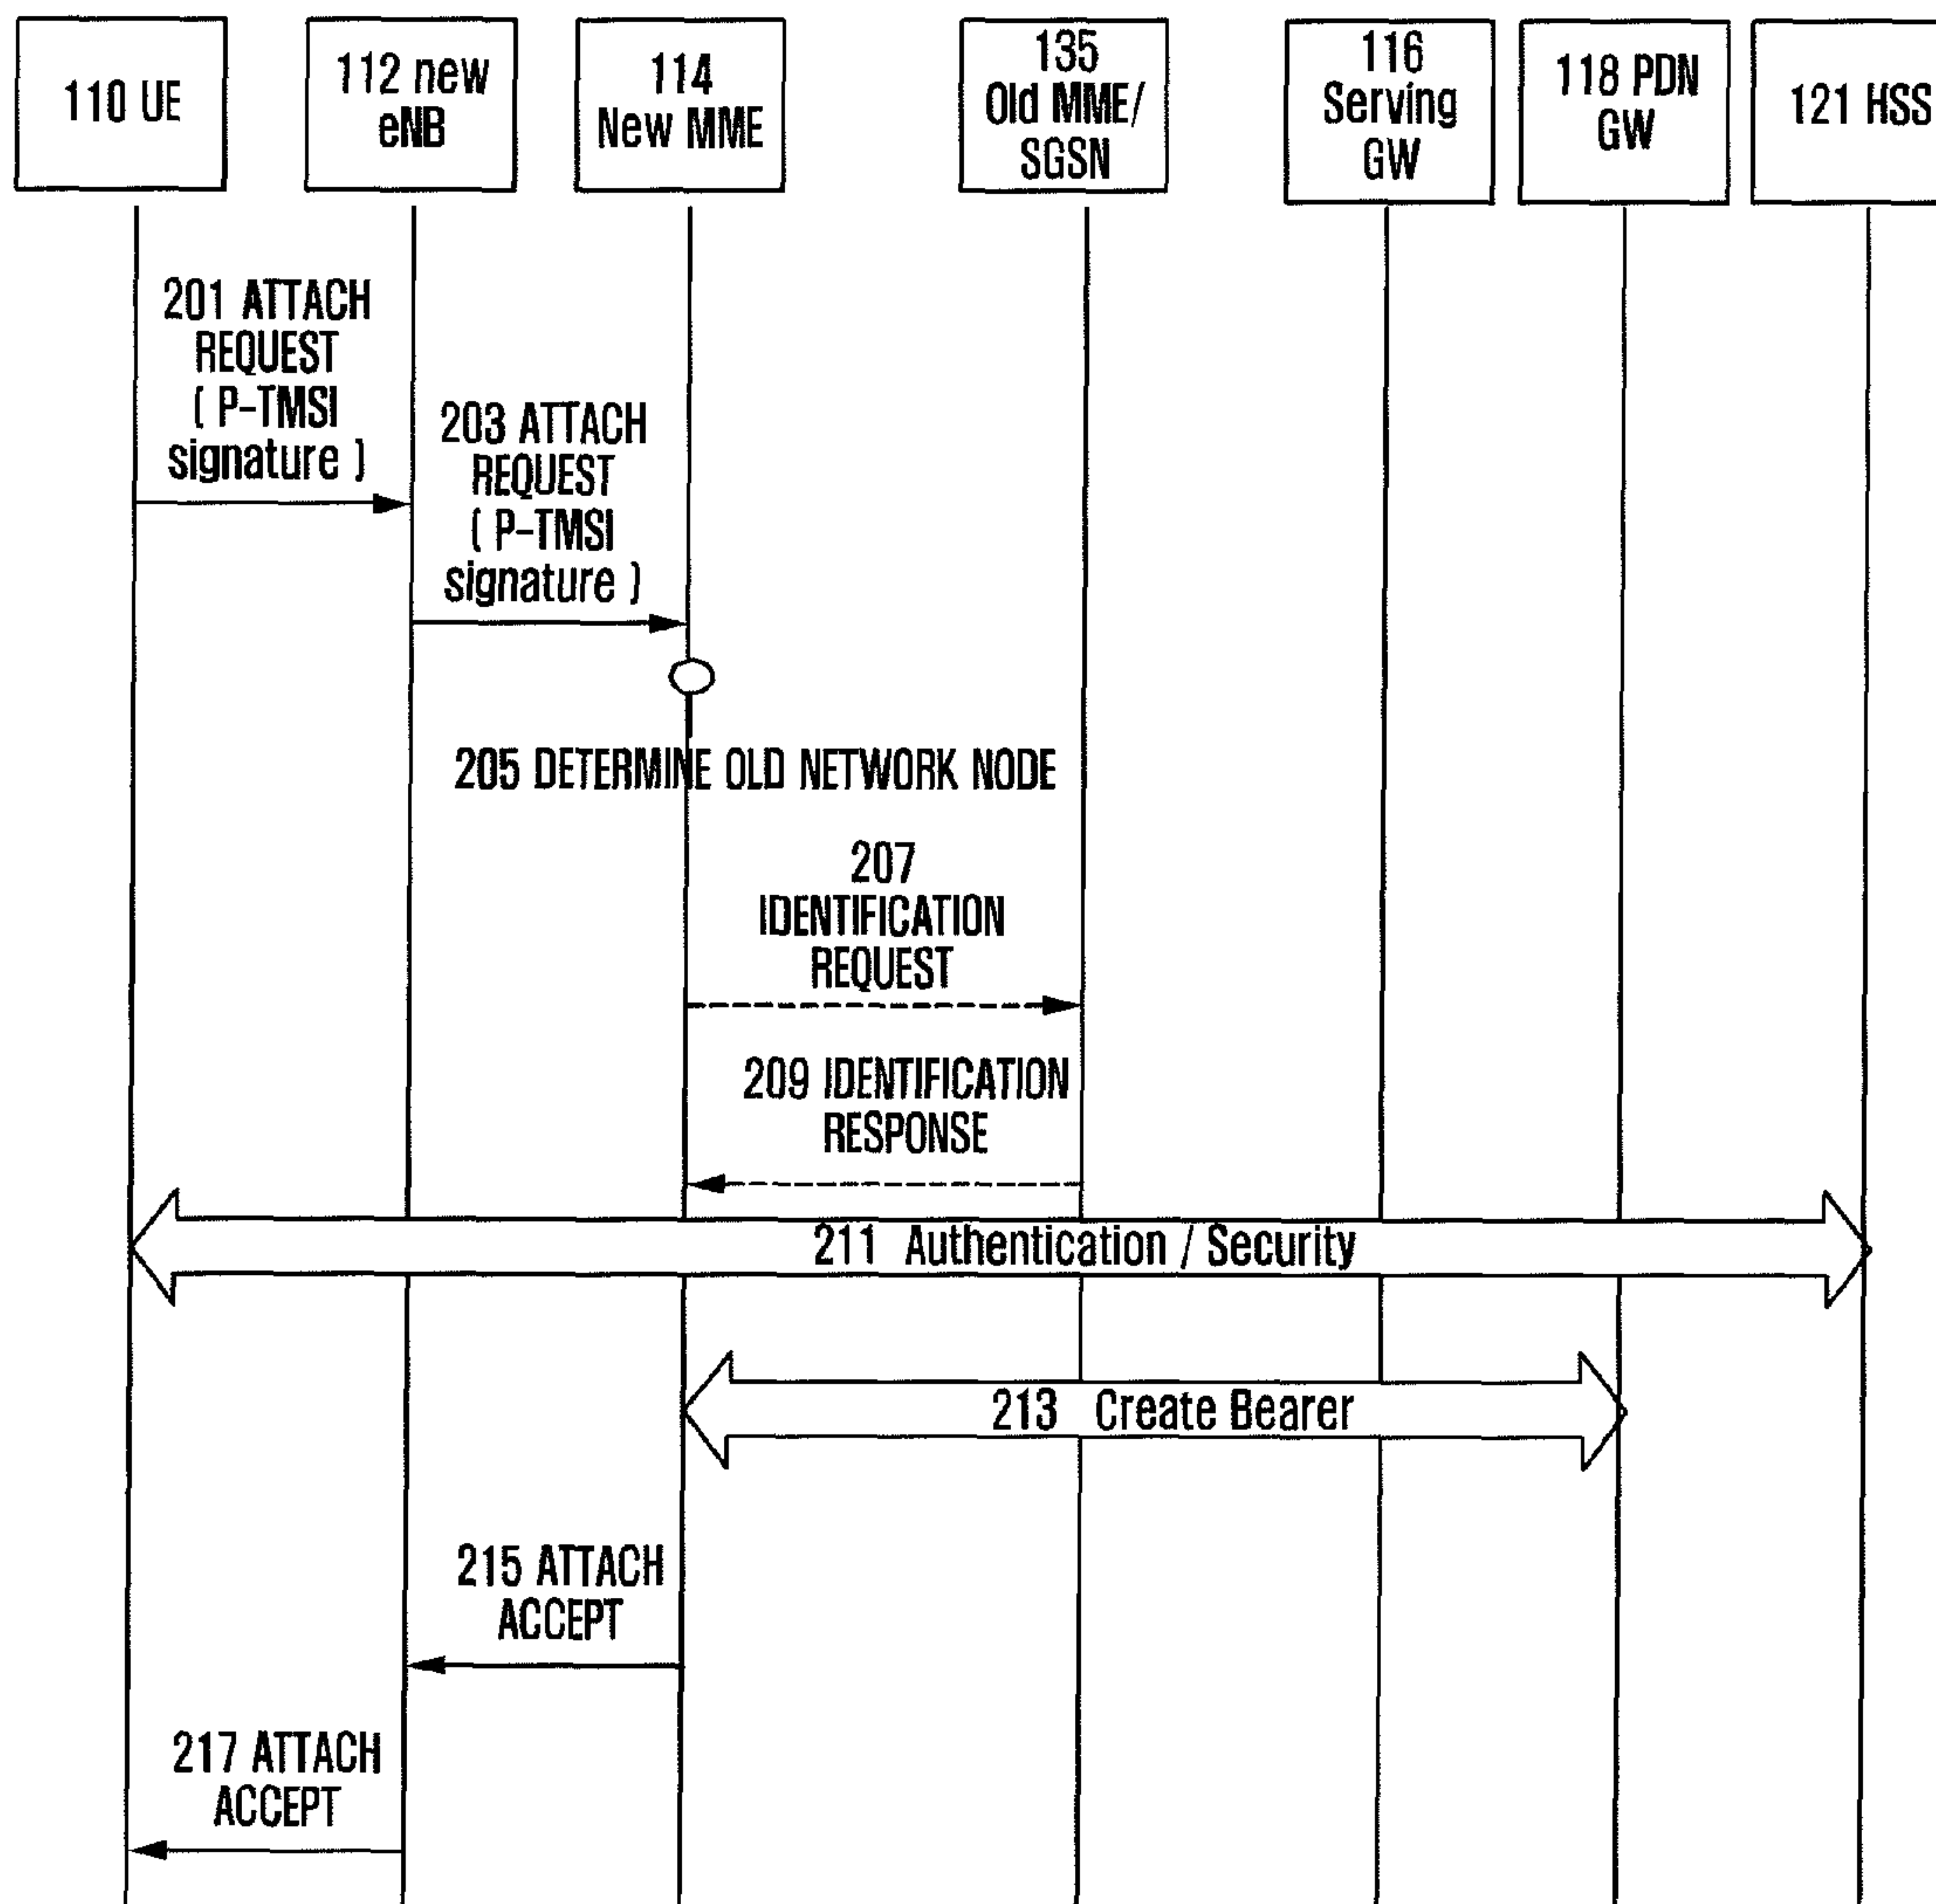 110 UE
112 new
eNB
114
New MME
135
Old MME/
SGSN
116
Serving
GW
118 PDN
GW
121 HSS
201 ATTACH
REQUEST
( P-TMSI
signature )
203 ATTACH
REQUEST
( P-TMSI
signature )
205 DETERMINE OLD NETWORK NODE
207
IDENTIFICATION
REQUEST
209 IDENTIFICATION
RESPONSE
211 Authentication / Security
213 Create Bearer
215 ATTACH
ACCEPT
217 ATTACH
ACCEPT